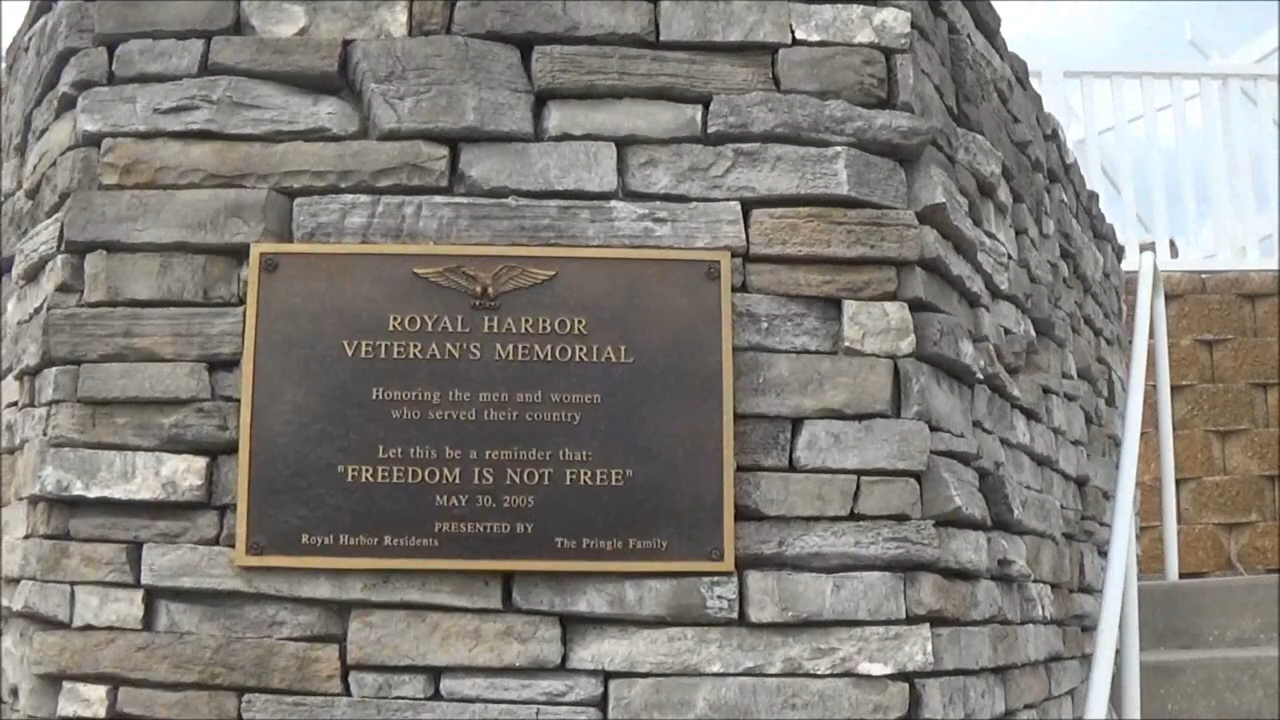 ROYAL HARBOR
VETERAN'S MEMORIAL
Honoring the men and women
who served their country
Let this be a reminder that:
"FREEDOM IS NOT FREE"
MAY 30, 2005
PRESENTED BY
Royal Harbor Residents The Pringle Family